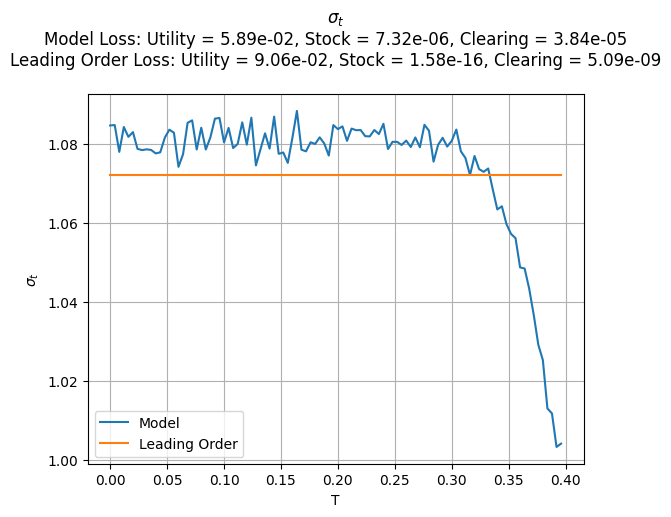 σ_t
Model Loss: Utility = 5.89e-02, Stock = 7.32e-06, Clearing = 3.84e-05
Leading Order Loss: Utility = 9.06e-02, Stock = 1.58e-16, Clearing = 5.09e-09
1.08
1.06
1.04
1.02
1.00
σ_t
Model
Leading Order
0.00 0.05 0.10 0.15 0.20 0.25 0.30 0.35 0.40
T